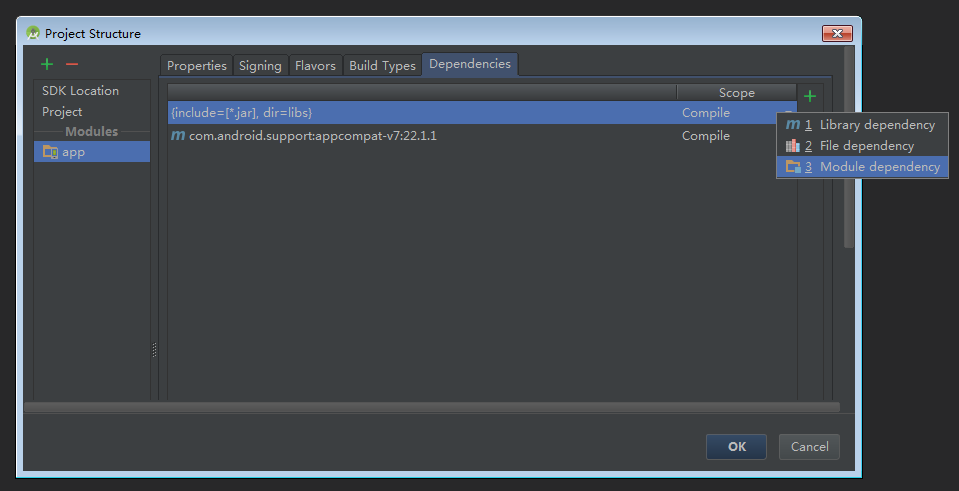 Project Structure
SDK Location
Project
Modules
app
Properties
Signing
Flavors
Build Types
Dependencies
Scope
{include=[*.jar], dir=libs}
Compile
m com.android.support:appcompat-v7:22.1.1
Compile
m 1 Library dependency
2 File dependency
3 Module dependency
OK
Cancel